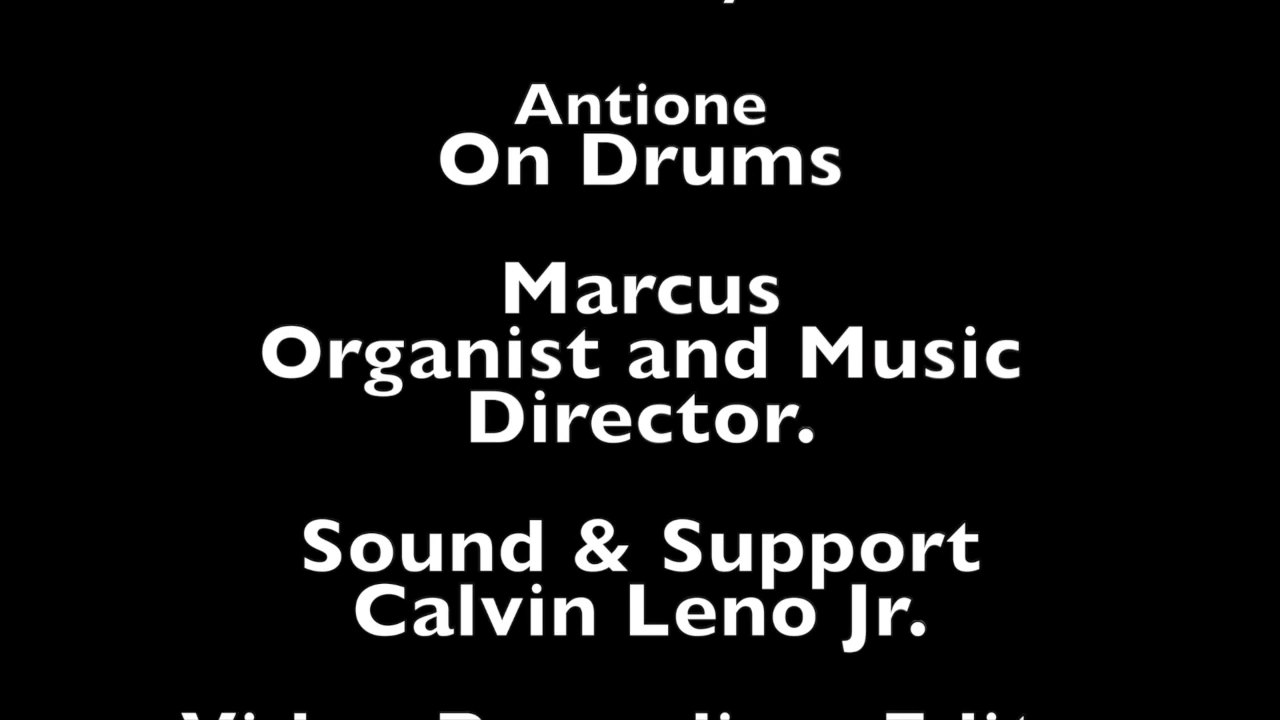 Antione
On Drums
Marcus
Organist and Music
Director.
Sound & Support
Calvin Leno Jr.